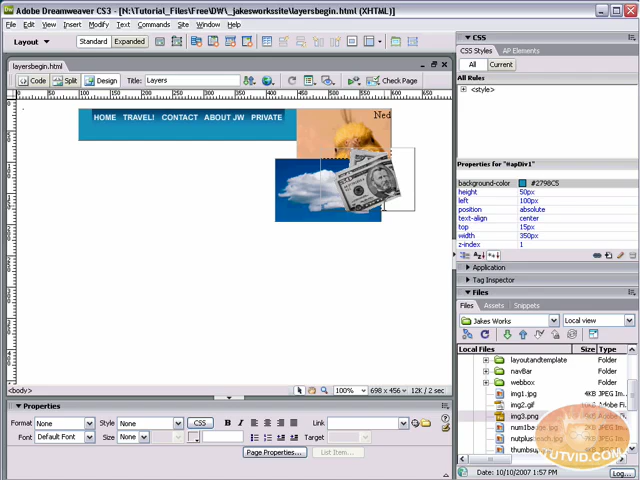 Adobe Dreamweaver CS3 - [N:\Tutorial_Files\Free\DW\_jakesworkssite\layersbegin.html (XHTML)]
File Edit View Insert Modify Text Commands Site Window Help
Layout Standard Expanded
layersbegin.html
Code Split Design Title: Layers Check Page
HOME TRAVEL! CONTACT ABOUT JW PRIVATE
Ned
<body> 100% 698 x 456 12K / 2 sec
Properties
Format None Style None CSS B I Link
Font Default Font Size None Target
Page Properties... List Item...
CSS
CSS Styles AP Elements
All Current
All Rules
<style>
Properties for "#apDiv1"
background-color #2798C5
height 50px
left 100px
position absolute
text-align center
top 15px
width 350px
z-index 1
Application
Tag Inspector
Files
Files Assets Snippets
Jakes Works Local view
Local Files Size Type
layoutandtemplate Folder
navBar Folder
webbox Folder
img1.jpg 4KB JPEG Im...
img2.gif
img3.png
TUTVID.COM
Date: 10/10/2007 1:57 PM Log...